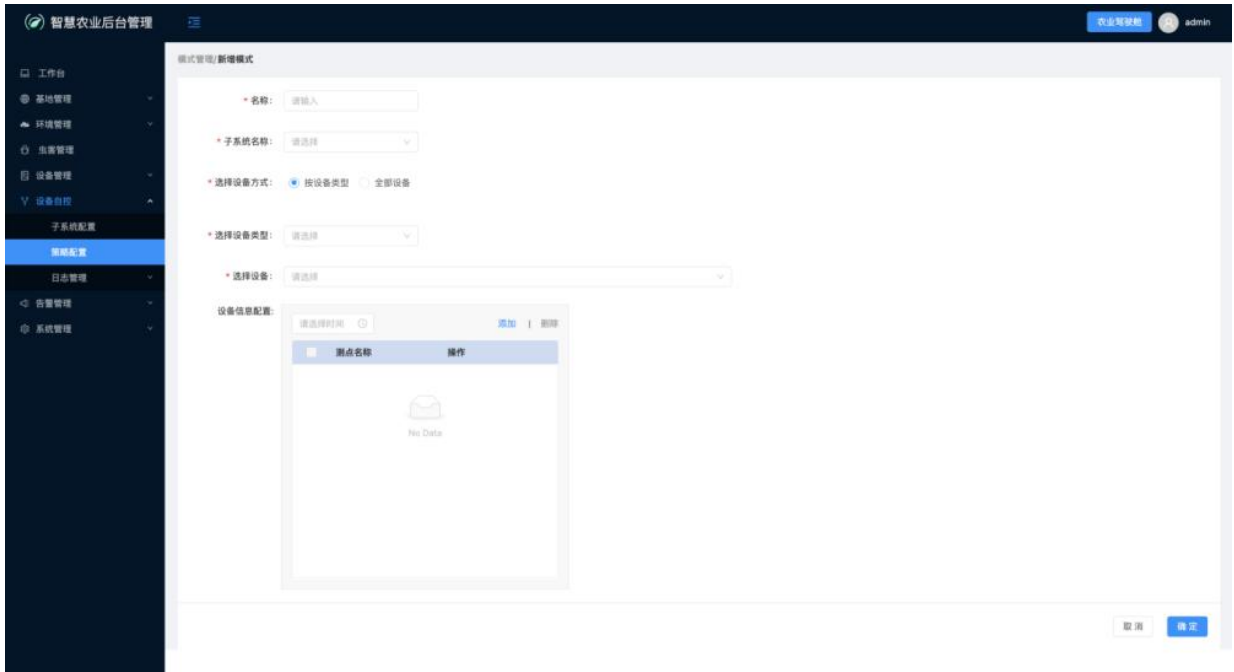 智慧农业后台管理
农业驾驶舱
admin
工作台
基地管理
环境管理
虫害管理
设备管理
设备自控
子系统配置
策略配置
日志管理
告警管理
系统管理
模式管理/新增模式
* 名称: 请输入
* 子系统名称: 请选择
* 选择设备方式: 按设备类型 全部设备
* 选择设备类型: 请选择
* 选择设备: 请选择
设备信息配置:
请选择时间 添加 | 删除
测点名称 操作
No Data
取消 确定